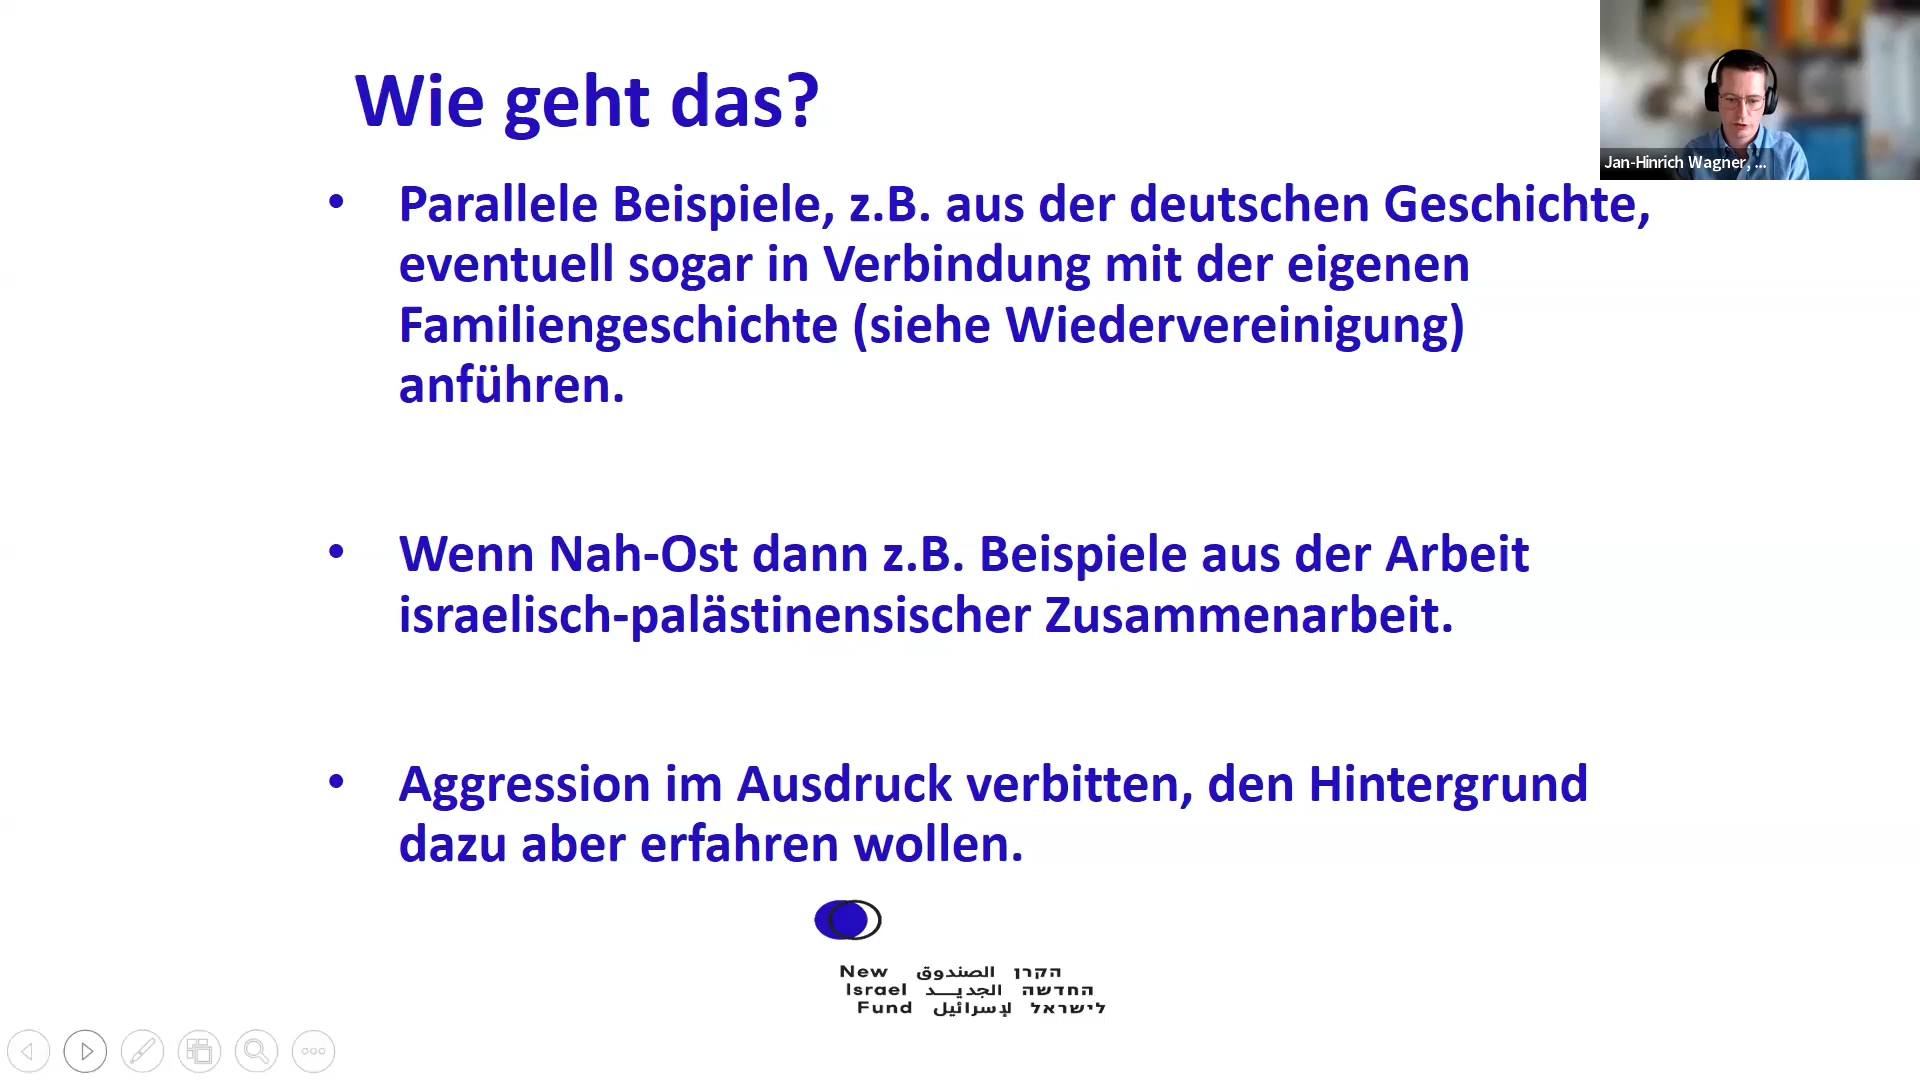 Wie geht das?
Jan-Hinrich Wagner, ...
• Parallele Beispiele, z.B. aus der deutschen Geschichte,
eventuell sogar in Verbindung mit der eigenen
Familiengeschichte (siehe Wiedervereinigung)
anführen.
• Wenn Nah-Ost dann z.B. Beispiele aus der Arbeit
israelisch-palästinensischer Zusammenarbeit.
• Aggression im Ausdruck verbitten, den Hintergrund
dazu aber erfahren wollen.
New الصندوق הקרן
Israel الجديـــد החדשה
Fund لإسرائيل לישראל